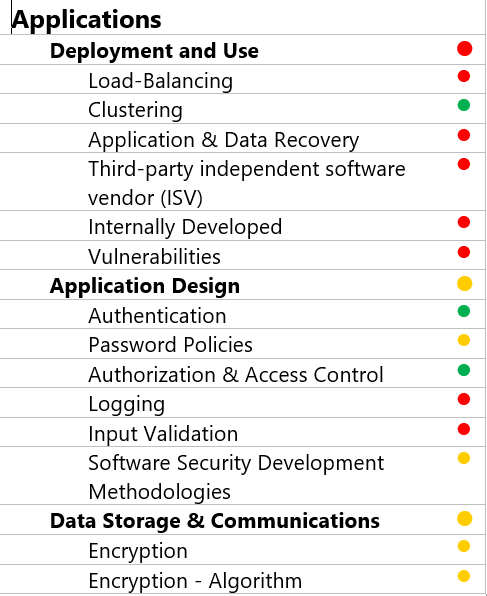 Applications
Deployment and Use
Load-Balancing
Clustering
Application & Data Recovery
Third-party independent software
vendor (ISV)
Internally Developed
Vulnerabilities
Application Design
Authentication
Password Policies
Authorization & Access Control
Logging
Input Validation
Software Security Development
Methodologies
Data Storage & Communications
Encryption
Encryption - Algorithm